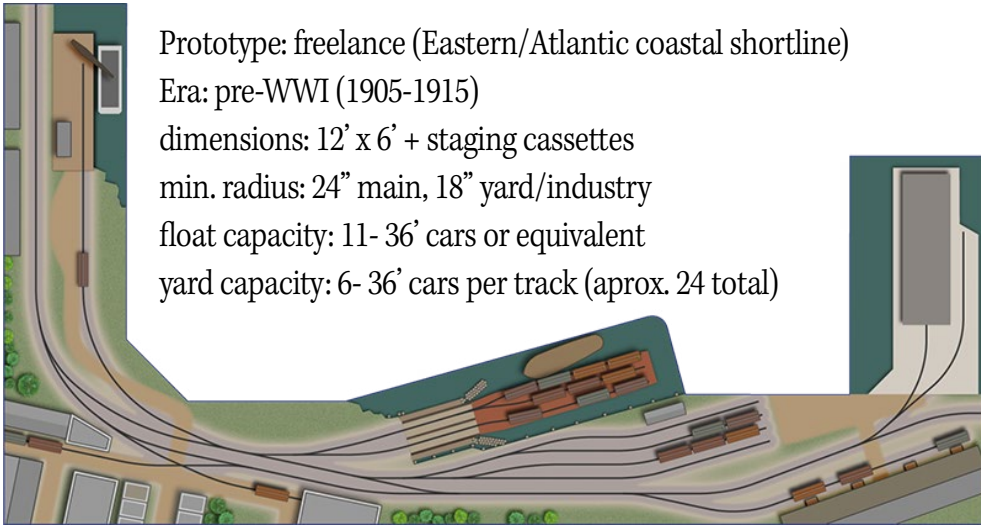 Prototype: freelance (Eastern/Atlantic coastal shortline)
Era: pre-WWI (1905-1915)
dimensions: 12’ x 6’ + staging cassettes
min. radius: 24” main, 18” yard/industry
float capacity: 11- 36’ cars or equivalent
yard capacity: 6- 36’ cars per track (aprox. 24 total)